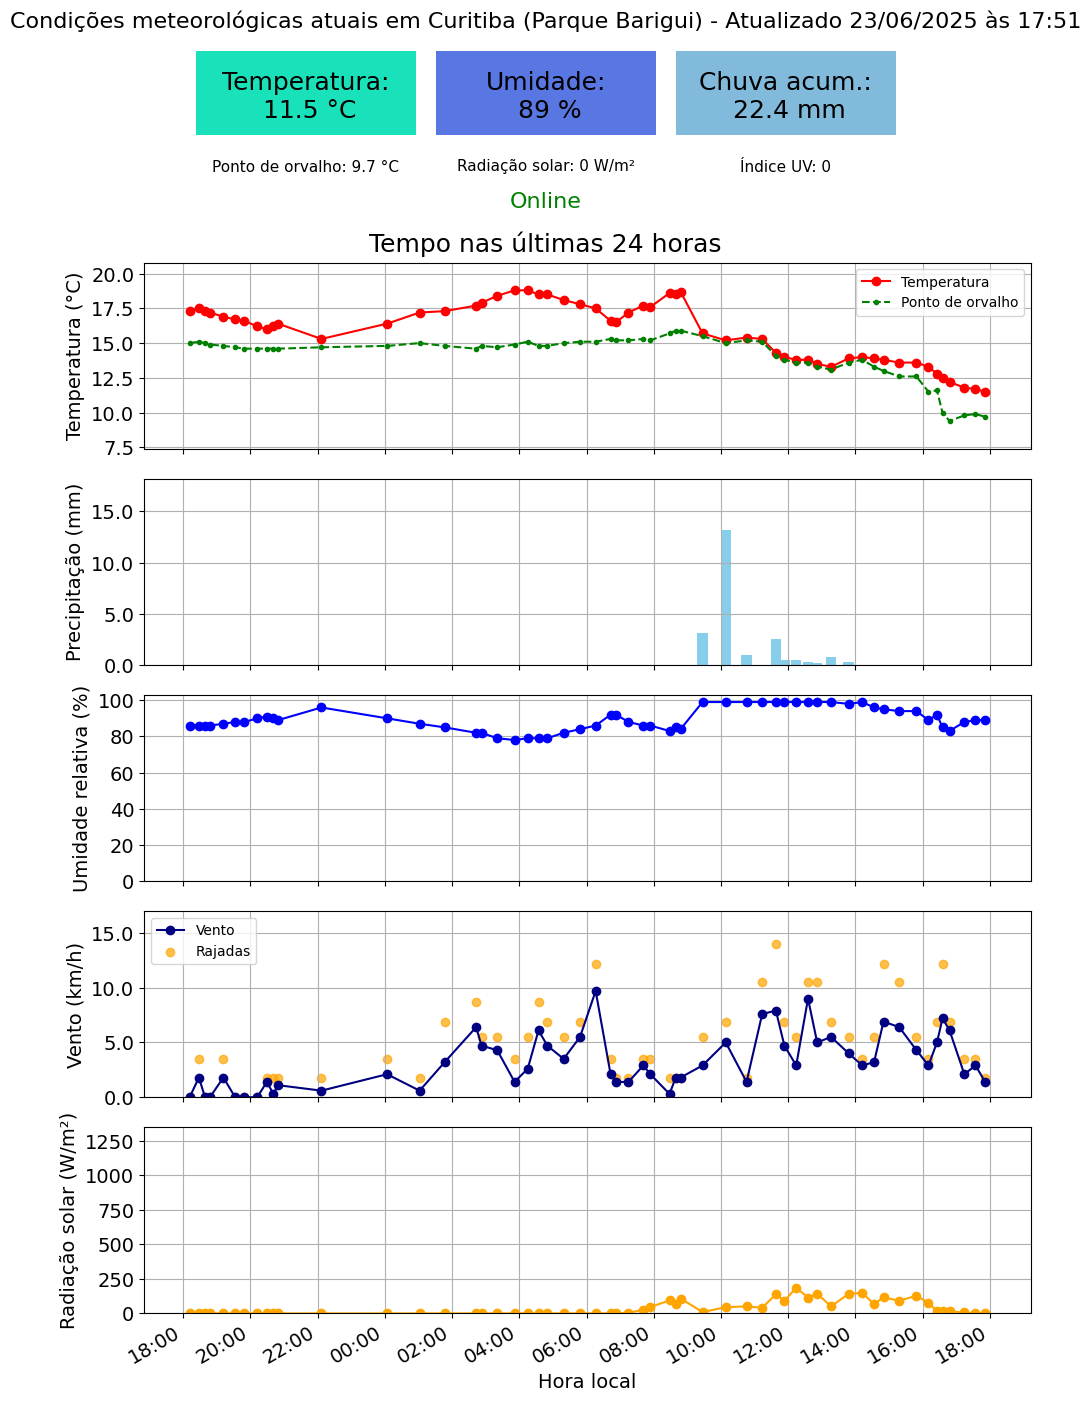 Condições meteorológicas atuais em Curitiba (Parque Barigui) - Atualizado 23/06/2025 às 17:51
Temperatura:
11.5 °C
Umidade:
89 %
Chuva acum.:
22.4 mm
Ponto de orvalho: 9.7 °C
Radiação solar: 0 W/m²
Índice UV: 0
Online
Tempo nas últimas 24 horas
Temperatura (°C)
20.0
17.5
15.0
12.5
10.0
7.5
Temperatura
Ponto de orvalho
Precipitação (mm)
15.0
10.0
5.0
0.0
Umidade relativa (%)
100
80
60
40
20
0
Vento (km/h)
15.0
10.0
5.0
0.0
Vento
Rajadas
Radiação solar (W/m²)
1250
1000
750
500
250
0
18:00
20:00
22:00
00:00
02:00
04:00
06:00
08:00
10:00
12:00
14:00
16:00
18:00
Hora local